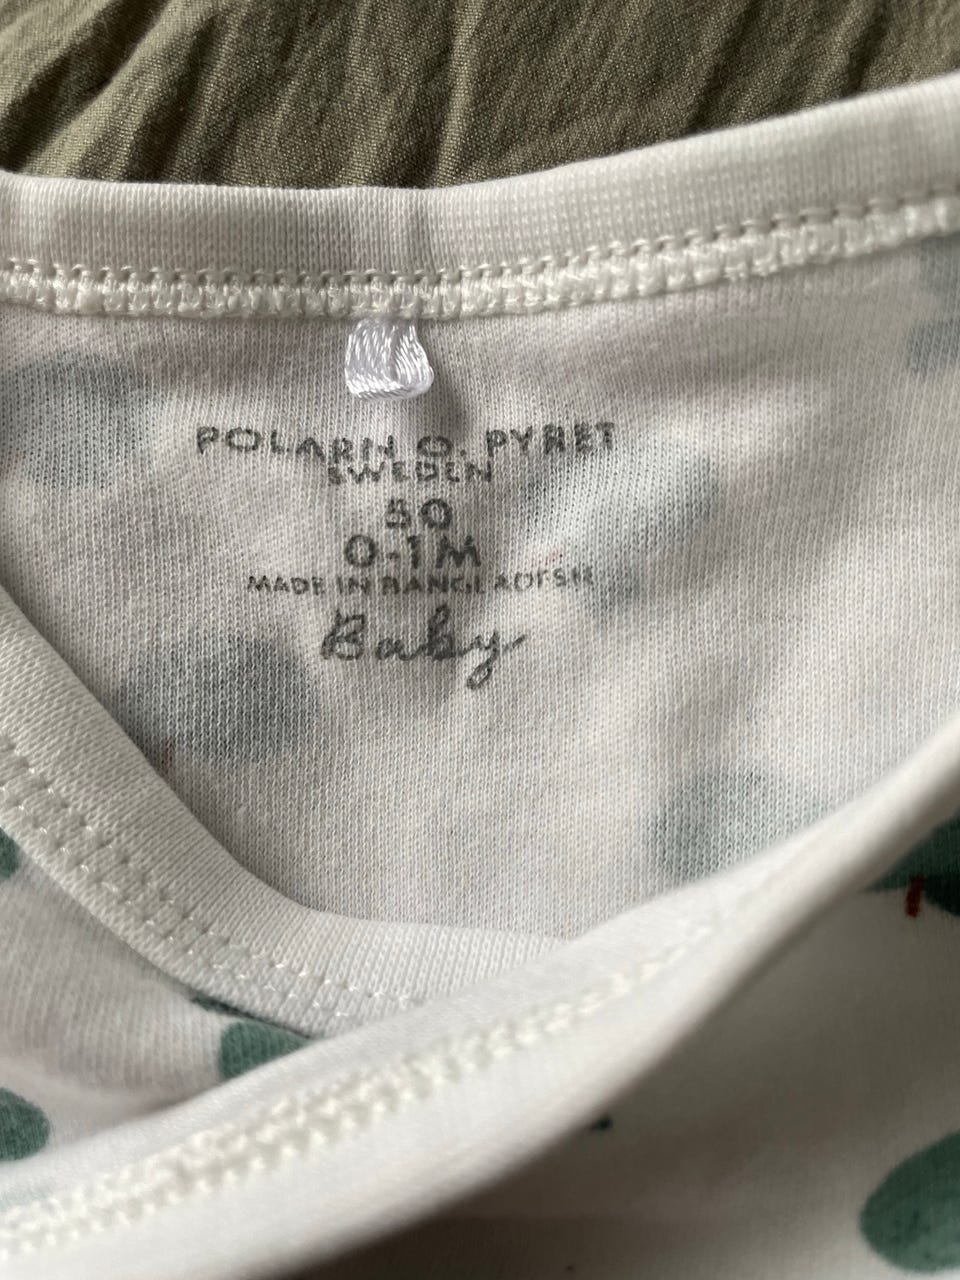 POLARN O. PYRET
SWEDEN
50
0-1M
MADE IN BANGLADESH
Baby